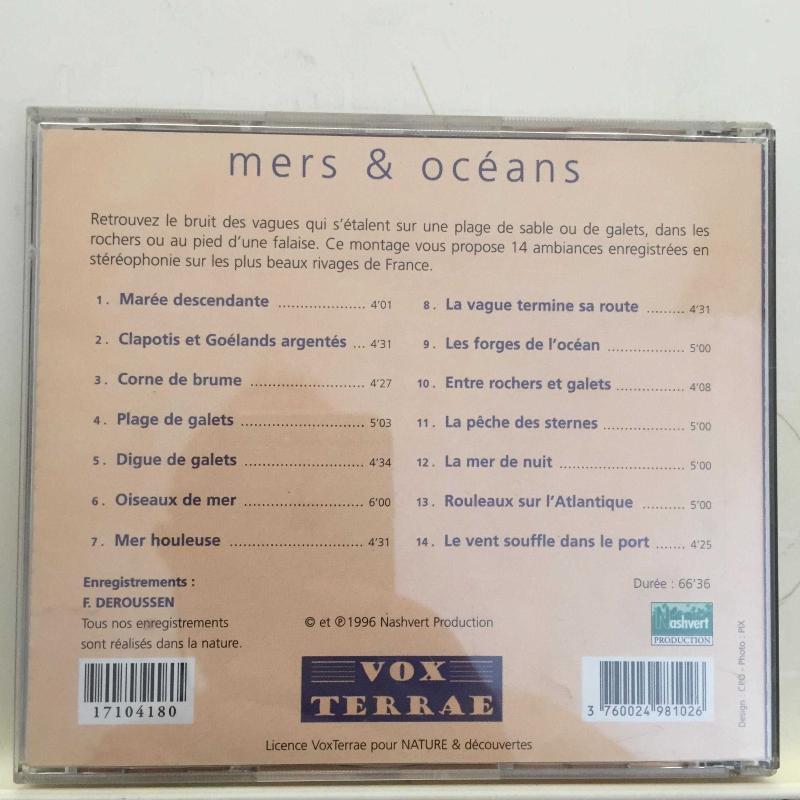 mers & océans
Retrouvez le bruit des vagues qui s'étalent sur une plage de sable ou de galets, dans les
rochers ou au pied d'une falaise. Ce montage vous propose 14 ambiances enregistrées en
stéréophonie sur les plus beaux rivages de France.
1. Marée descendante .................... 4'01
2. Clapotis et Goélands argentés ... 4'31
3. Corne de brume .......................... 4'27
4. Plage de galets ............................ 5'03
5. Digue de galets ........................... 4'34
6. Oiseaux de mer ........................... 6'00
7. Mer houleuse .............................. 4'31
8. La vague termine sa route ......... 4'31
9. Les forges de l'océan .................. 5'00
10. Entre rochers et galets ................ 4'08
11. La pêche des sternes .................. 5'00
12. La mer de nuit ............................ 5'00
13. Rouleaux sur l'Atlantique .......... 5'00
14. Le vent souffle dans le port ....... 4'25
Enregistrements :
F. DEROUSSEN
Tous nos enregistrements
sont réalisés dans la nature.
© et ℗1996 Nashvert Production
Durée : 66'36
Nashvert
PRODUCTION
Design : CPO - Photo : PIX
17104180
VOX
TERRAE
3 760024 981026
Licence VoxTerrae pour NATURE & découvertes